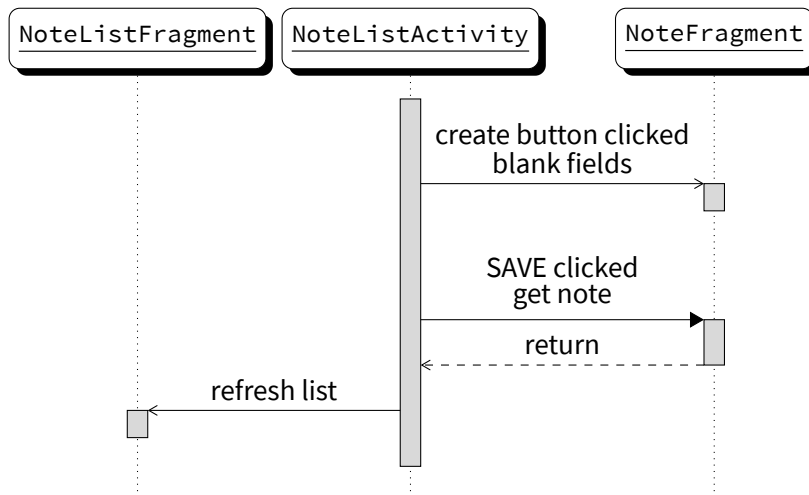 NoteListFragment
NoteListActivity
NoteFragment
create button clicked
blank fields
SAVE clicked
get note
return
refresh list